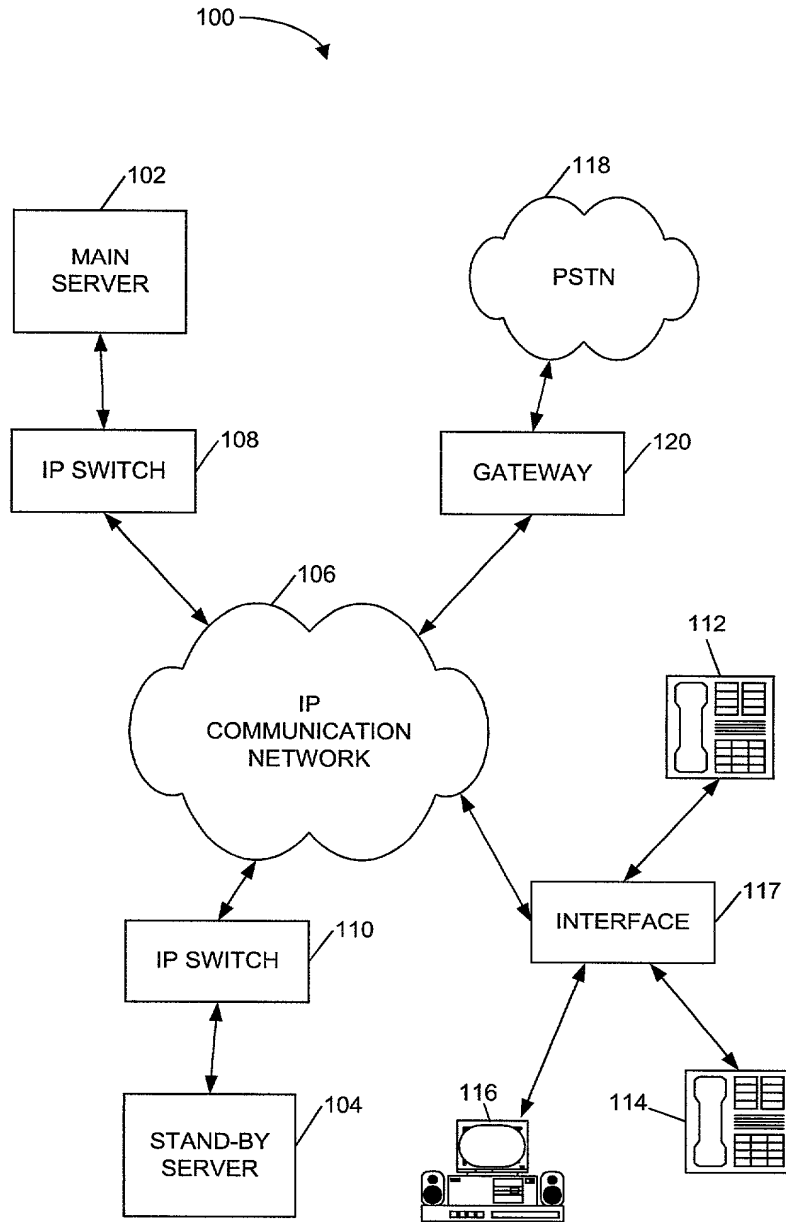 100
102
MAIN
SERVER
118
PSTN
IP SWITCH
108
GATEWAY
120
106
IP
COMMUNICATION
NETWORK
112
IP SWITCH
110
INTERFACE
117
STAND-BY
SERVER
104
116
114